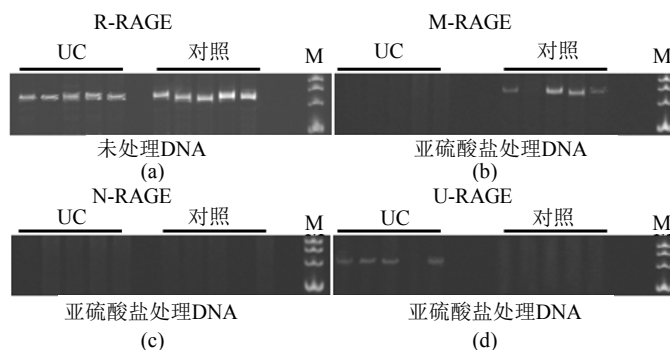 R-RAGE
UC 对照 M
未处理DNA
(a)
M-RAGE
UC 对照 M
亚硫酸盐处理DNA
(b)
N-RAGE
UC 对照 M
亚硫酸盐处理DNA
(c)
U-RAGE
UC 对照 M
亚硫酸盐处理DNA
(d)